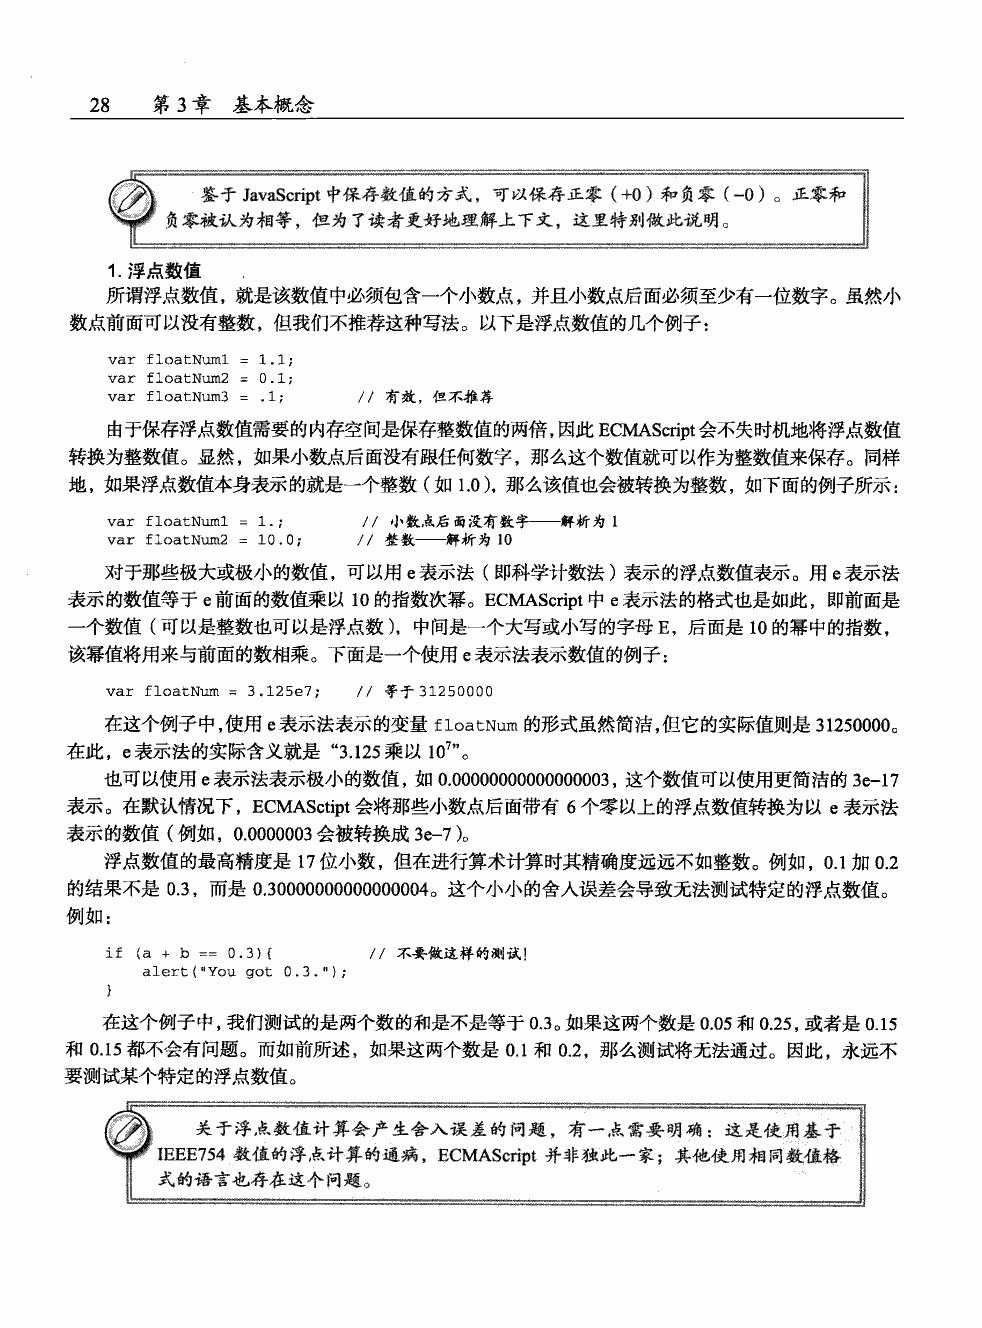 28 第3章 基本概念
鉴于 JavaScript 中保存数值的方式，可以保存正零（+0）和负零（-0）。正零和
负零被认为相等，但为了读者更好地理解上下文，这里特别做此说明。
1. 浮点数值
所谓浮点数值，就是该数值中必须包含一个小数点，并且小数点后面必须至少有一位数字。虽然小
数点前面可以没有整数，但我们不推荐这种写法。以下是浮点数值的几个例子：
var floatNum1 = 1.1;
var floatNum2 = 0.1;
var floatNum3 = .1; // 有效，但不推荐
由于保存浮点数值需要的内存空间是保存整数值的两倍，因此 ECMAScript 会不失时机地将浮点数值
转换为整数值。显然，如果小数点后面没有跟任何数字，那么这个数值就可以作为整数值来保存。同样
地，如果浮点数值本身表示的就是一个整数（如 1.0），那么该值也会被转换为整数，如下面的例子所示：
var floatNum1 = 1.; // 小数点后面没有数字——解析为 1
var floatNum2 = 10.0; // 整数——解析为 10
对于那些极大或极小的数值，可以用 e 表示法（即科学计数法）表示的浮点数值表示。用 e 表示法
表示的数值等于 e 前面的数值乘以 10 的指数次幂。ECMAScript 中 e 表示法的格式也是如此，即前面是
一个数值（可以是整数也可以是浮点数），中间是一个大写或小写的字母 E，后面是 10 的幂中的指数，
该幂值将用来与前面的数相乘。下面是一个使用 e 表示法表示数值的例子：
var floatNum = 3.125e7; // 等于 31250000
在这个例子中，使用 e 表示法表示的变量 floatNum 的形式虽然简洁，但它的实际值则是 31250000。
在此，e 表示法的实际含义就是“3.125 乘以 10⁷”。
也可以使用 e 表示法表示极小的数值，如 0.00000000000000003，这个数值可以使用更简洁的 3e-17
表示。在默认情况下，ECMASctipt 会将那些小数点后面带有 6 个零以上的浮点数值转换为以 e 表示法
表示的数值（例如，0.0000003 会被转换成 3e-7）。
浮点数值的最高精度是 17 位小数，但在进行算术计算时其精确度远远不如整数。例如，0.1 加 0.2
的结果不是 0.3，而是 0.30000000000000004。这个小小的舍入误差会导致无法测试特定的浮点数值。
例如：
if (a + b == 0.3){ // 不要做这样的测试!
alert("You got 0.3.");
}
在这个例子中，我们测试的是两个数的和是不是等于 0.3。如果这两个数是 0.05 和 0.25，或者是 0.15
和 0.15 都不会有问题。而如前所述，如果这两个数是 0.1 和 0.2，那么测试将无法通过。因此，永远不
要测试某个特定的浮点数值。
关于浮点数值计算会产生舍入误差的问题，有一点需要明确：这是使用基于
IEEE754 数值的浮点计算的通病，ECMAScript 并非独此一家；其他使用相同数值格
式的语言也存在这个问题。